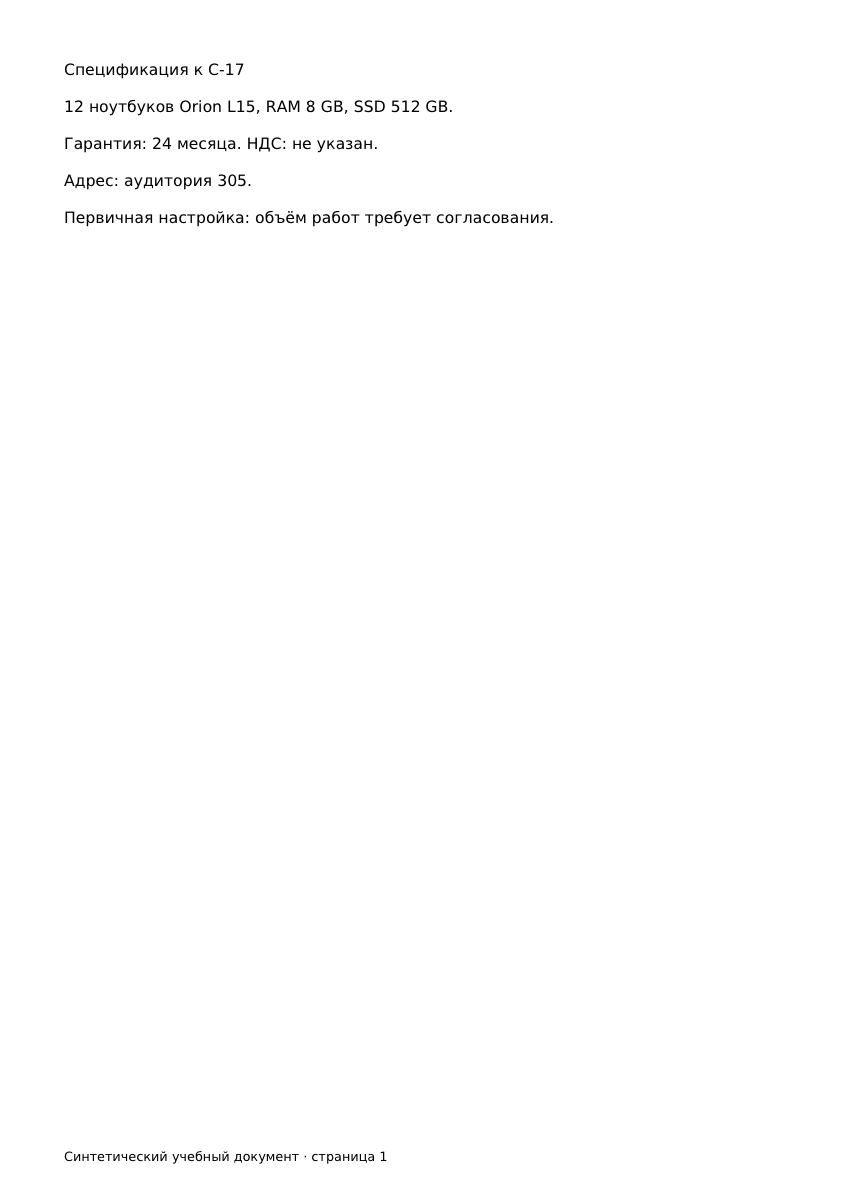 Спецификация к С-17
12 ноутбуков Orion L15, RAM 8 GB, SSD 512 GB.
Гарантия: 24 месяца. НДС: не указан.
Адрес: аудитория 305.
Первичная настройка: объём работ требует согласования.
Синтетический учебный документ · страница 1